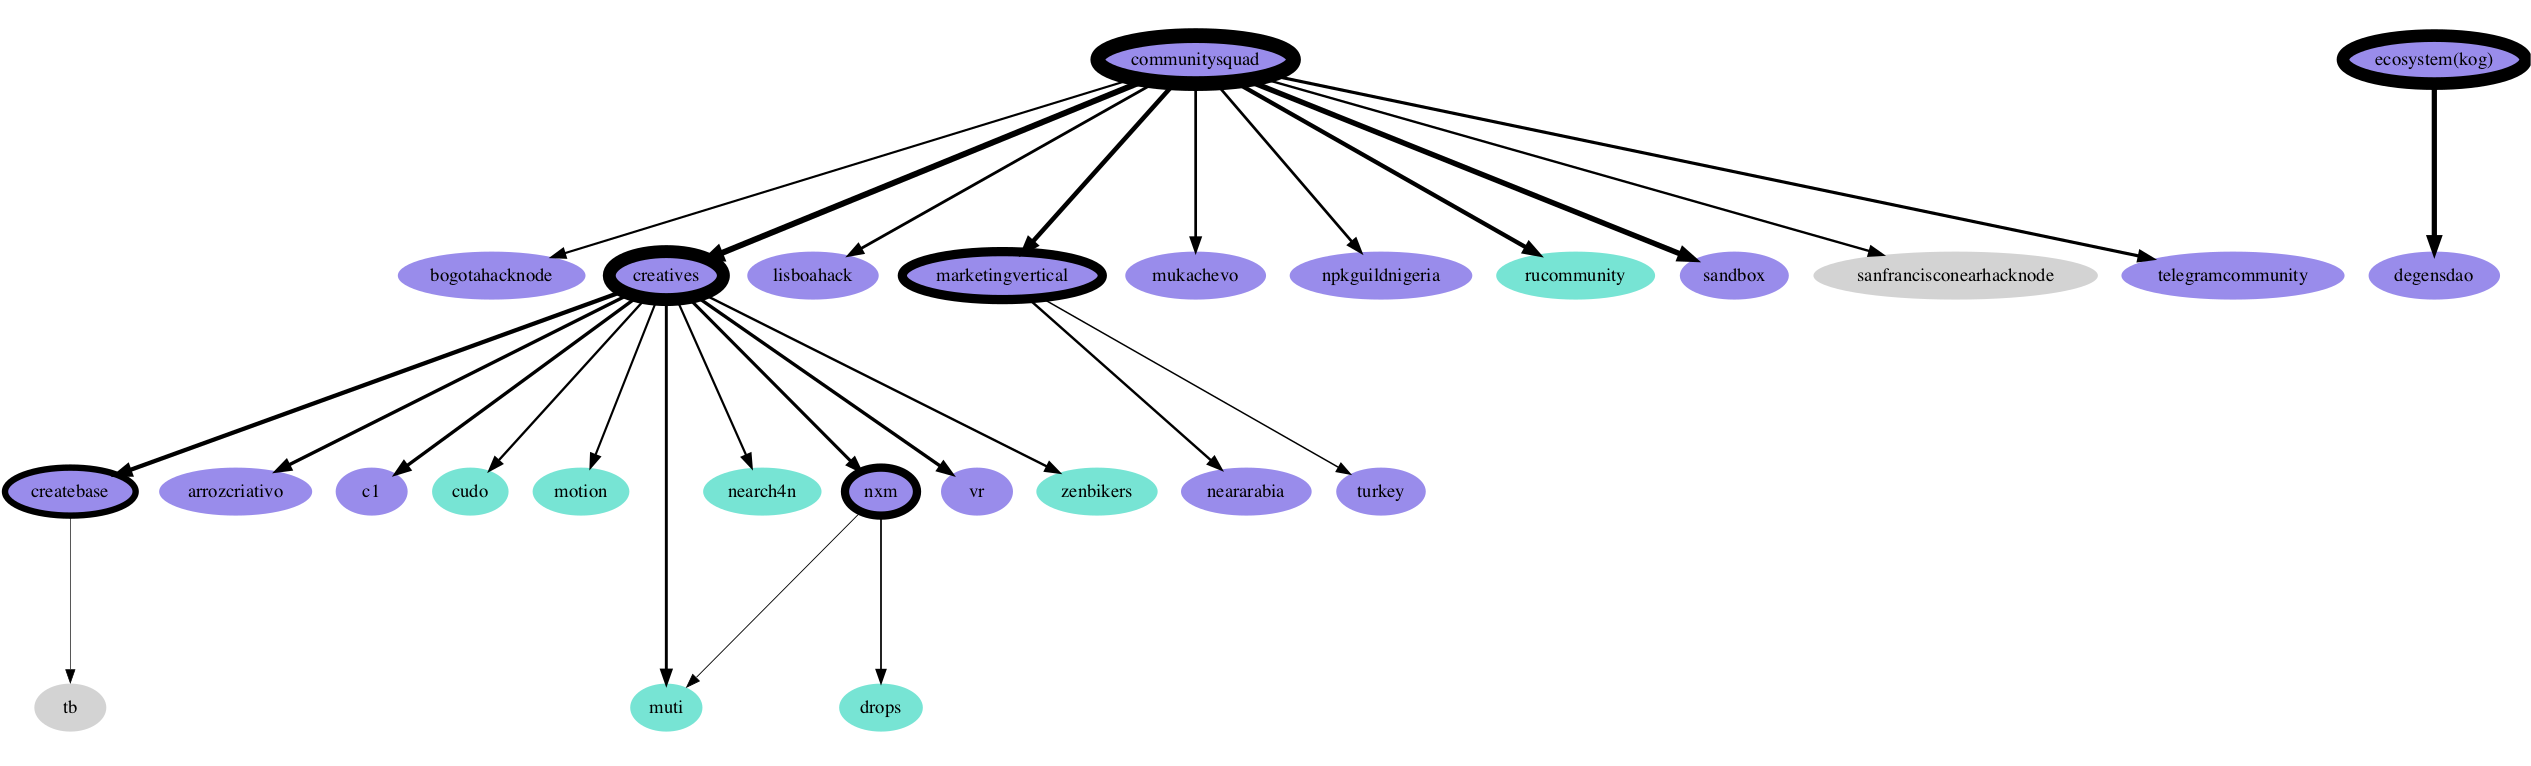 communitysquad
ecosystem(kog)
bogotahacknode
creatives
lisboahack
marketingvertical
mukachevo
npkguildnigeria
rucommunity
sandbox
sanfrancisconearhacknode
telegramcommunity
degensdao
createbase
arrozcriativo
c1
cudo
motion
nearch4n
nxm
vr
zenbikers
neararabia
turkey
tb
muti
drops